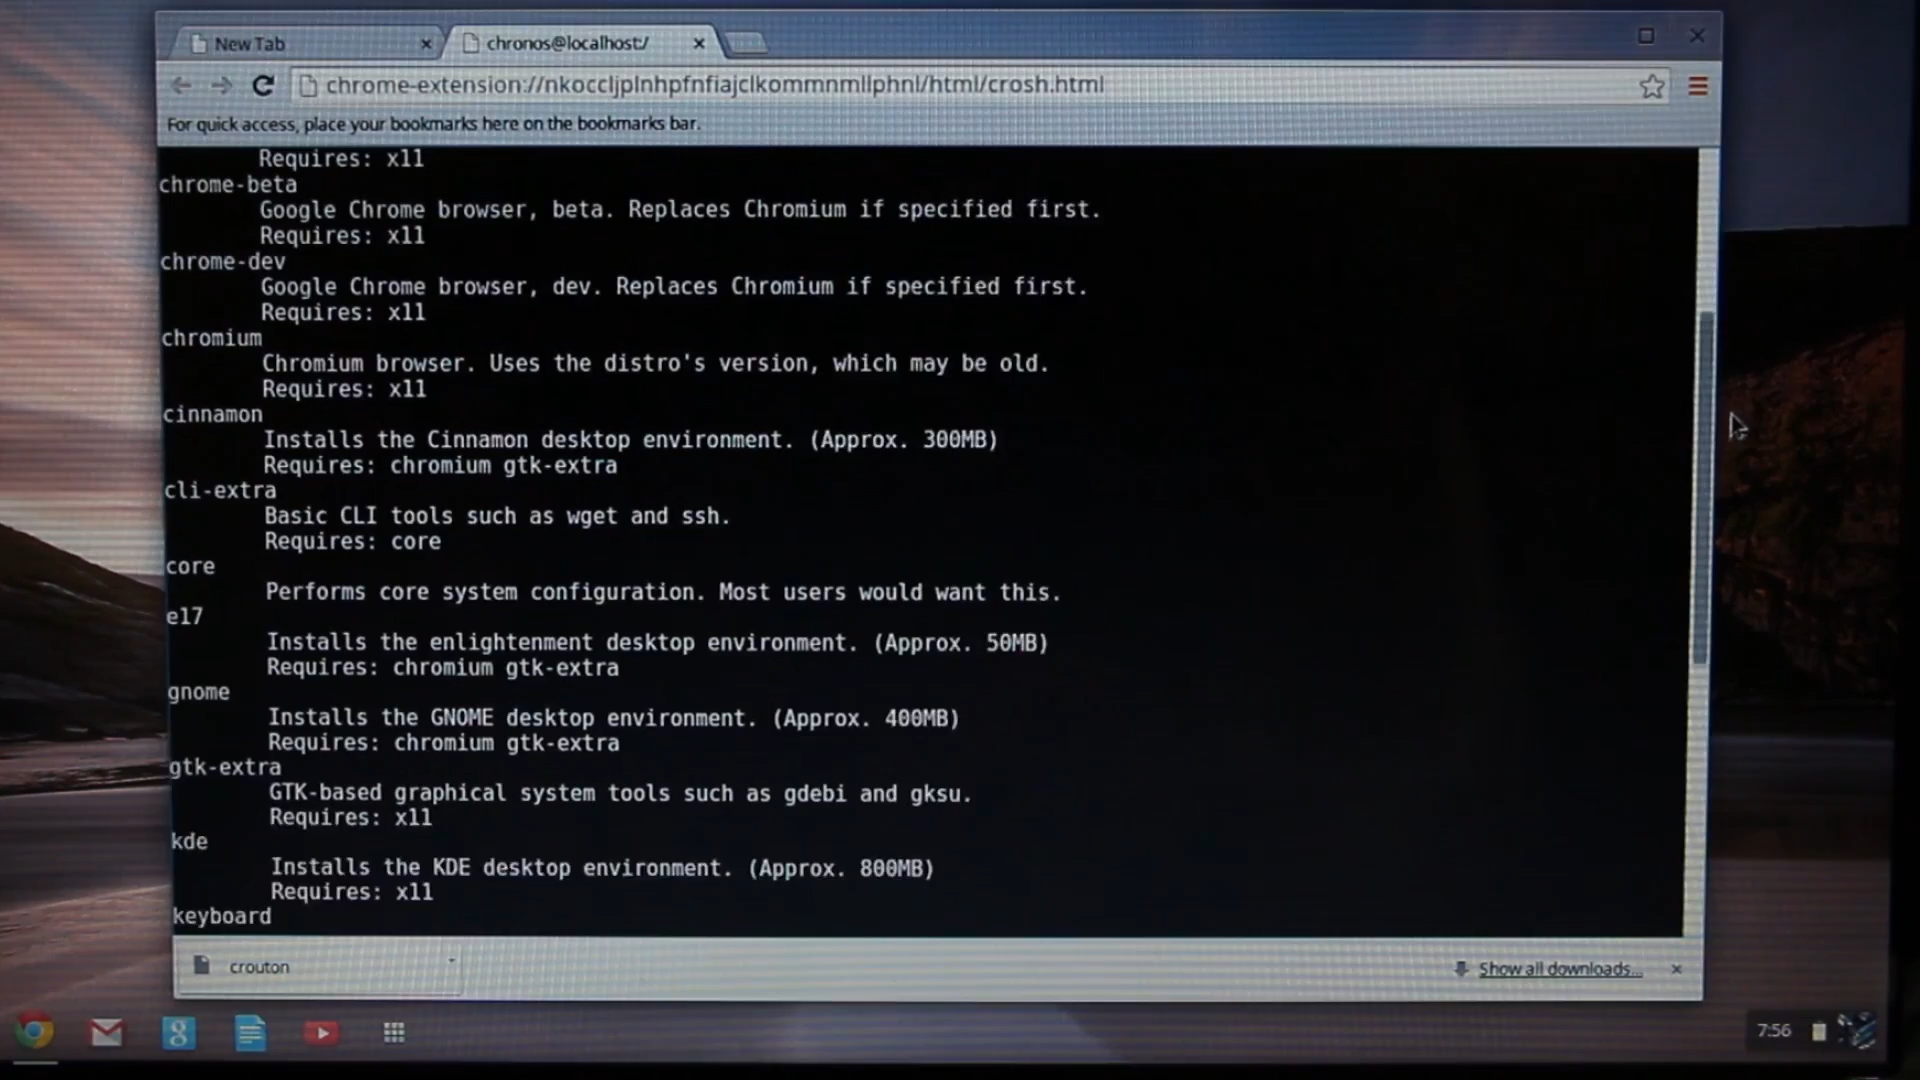 New Tab
chronos@localhost:/
chrome-extension://nkoccljplnhpfnfiajclkommnmllphnl/html/crosh.html
For quick access, place your bookmarks here on the bookmarks bar.
Requires: x11
chrome-beta
Google Chrome browser, beta. Replaces Chromium if specified first.
Requires: x11
chrome-dev
Google Chrome browser, dev. Replaces Chromium if specified first.
Requires: x11
chromium
Chromium browser. Uses the distro's version, which may be old.
Requires: x11
cinnamon
Installs the Cinnamon desktop environment. (Approx. 300MB)
Requires: chromium gtk-extra
cli-extra
Basic CLI tools such as wget and ssh.
Requires: core
core
Performs core system configuration. Most users would want this.
e17
Installs the enlightenment desktop environment. (Approx. 50MB)
Requires: chromium gtk-extra
gnome
Installs the GNOME desktop environment. (Approx. 400MB)
Requires: chromium gtk-extra
gtk-extra
GTK-based graphical system tools such as gdebi and gksu.
Requires: x11
kde
Installs the KDE desktop environment. (Approx. 800MB)
Requires: x11
keyboard
crouton
Show all downloads...
8
7:56